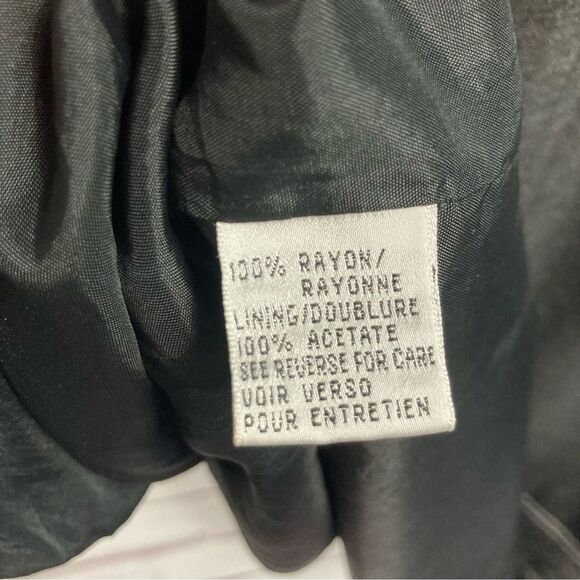 100% RAYON/
RAYONNE
LINING/DOUBLURE
100% ACETATE
SEE REVERSE FOR CARE
VOIR VERSO
POUR ENTRETIEN